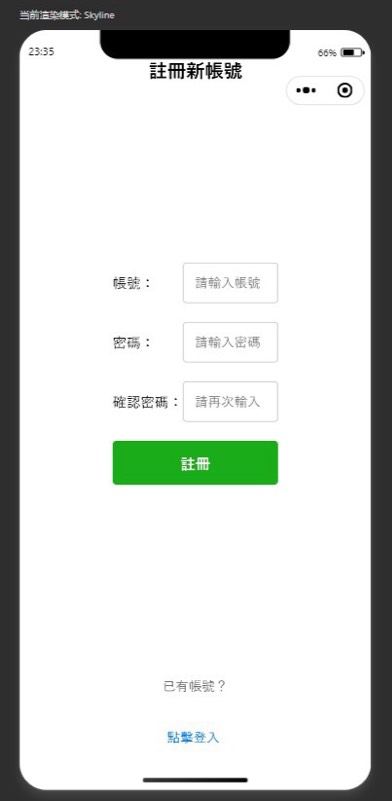 当前渲染模式: Skyline
23:35
66%
註冊新帳號
帳號：
請輸入帳號
密碼：
請輸入密碼
確認密碼：
請再次輸入
註冊
已有帳號？
點擊登入